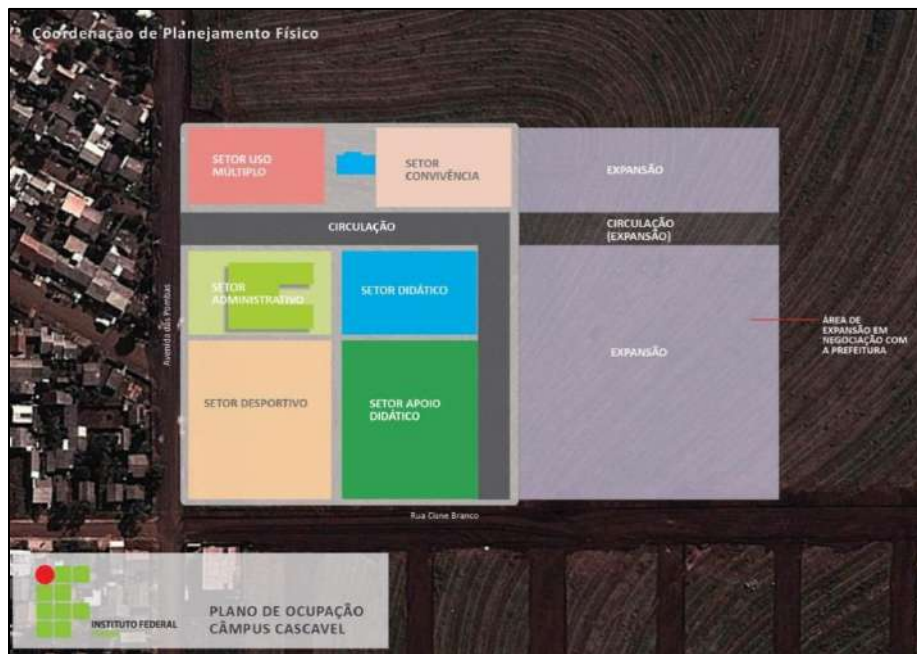 Coordenação de Planejamento Físico
SETOR USO
MÚLTIPLO
SETOR
CONVIVÊNCIA
EXPANSÃO
CIRCULAÇÃO
CIRCULAÇÃO
(EXPANSÃO)
SETOR
ADMINISTRATIVO
SETOR DIDÁTICO
Avenida das Pombas
ÁREA DE
EXPANSÃO EM
NEGOCIAÇÃO COM
A PREFEITURA
EXPANSÃO
SETOR DESPORTIVO
SETOR APOIO
DIDÁTICO
Rua Cisne Branco
INSTITUTO FEDERAL
PLANO DE OCUPAÇÃO
CÂMPUS CASCAVEL